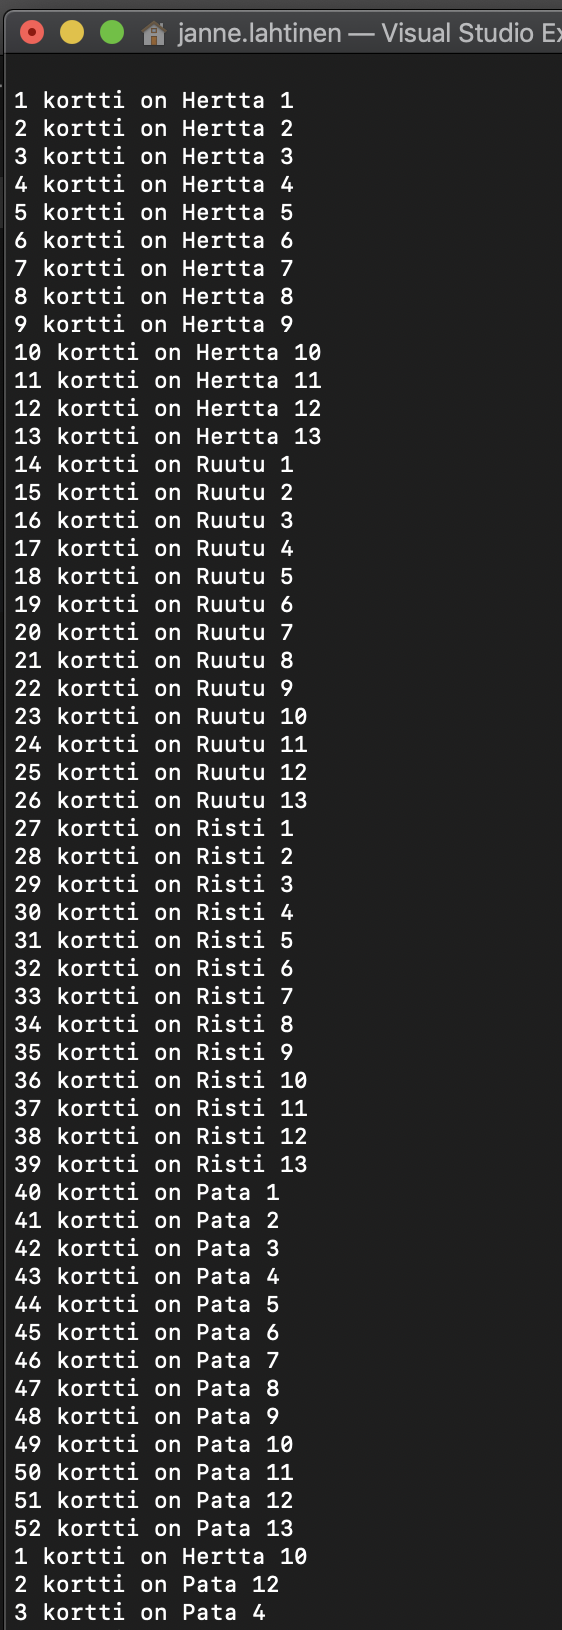 janne.lahtinen — Visual Studio
1 kortti on Hertta 1
2 kortti on Hertta 2
3 kortti on Hertta 3
4 kortti on Hertta 4
5 kortti on Hertta 5
6 kortti on Hertta 6
7 kortti on Hertta 7
8 kortti on Hertta 8
9 kortti on Hertta 9
10 kortti on Hertta 10
11 kortti on Hertta 11
12 kortti on Hertta 12
13 kortti on Hertta 13
14 kortti on Ruutu 1
15 kortti on Ruutu 2
16 kortti on Ruutu 3
17 kortti on Ruutu 4
18 kortti on Ruutu 5
19 kortti on Ruutu 6
20 kortti on Ruutu 7
21 kortti on Ruutu 8
22 kortti on Ruutu 9
23 kortti on Ruutu 10
24 kortti on Ruutu 11
25 kortti on Ruutu 12
26 kortti on Ruutu 13
27 kortti on Risti 1
28 kortti on Risti 2
29 kortti on Risti 3
30 kortti on Risti 4
31 kortti on Risti 5
32 kortti on Risti 6
33 kortti on Risti 7
34 kortti on Risti 8
35 kortti on Risti 9
36 kortti on Risti 10
37 kortti on Risti 11
38 kortti on Risti 12
39 kortti on Risti 13
40 kortti on Pata 1
41 kortti on Pata 2
42 kortti on Pata 3
43 kortti on Pata 4
44 kortti on Pata 5
45 kortti on Pata 6
46 kortti on Pata 7
47 kortti on Pata 8
48 kortti on Pata 9
49 kortti on Pata 10
50 kortti on Pata 11
51 kortti on Pata 12
52 kortti on Pata 13
1 kortti on Hertta 10
2 kortti on Pata 12
3 kortti on Pata 4